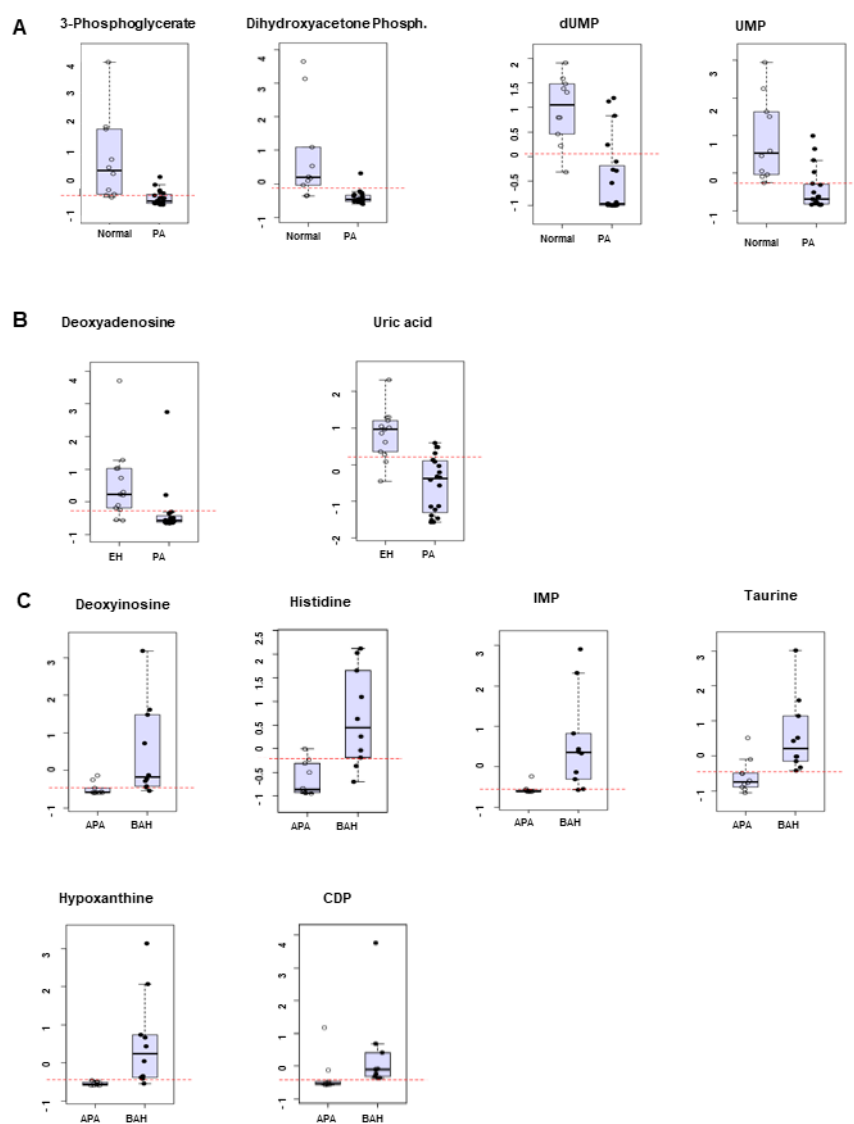 A
3-Phosphoglycerate
Dihydroxyacetone Phosph.
dUMP
UMP
4
2
1
0
-1
Normal PA
4
3
2
1
0
-1
Normal PA
2
1.5
1
0.5
0
-0.5
-1
Normal PA
3
2
1
0
-1
Normal PA
B
Deoxyadenosine
Uric acid
4
3
2
1
0
-1
EH PA
2
1
0
-1
-2
EH PA
C
Deoxyinosine
Histidine
IMP
Taurine
3
2
1
0
-1
APA BAH
2.5
2
1.5
1
0.5
0
-0.5
-1
APA BAH
3
2
1
0
-1
APA BAH
3
2
1
0
-1
APA BAH
Hypoxanthine
CDP
3
2
1
0
-1
APA BAH
4
3
2
1
0
-1
APA BAH